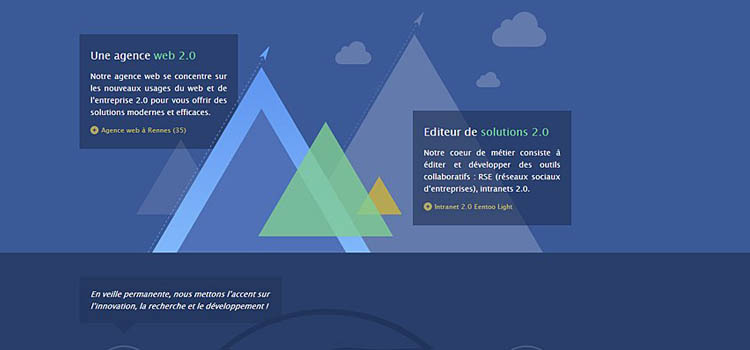 Une agence web 2.0
Notre agence web se concentre sur
les nouveaux usages du web et de
l'entreprise 2.0 pour vous offrir des
solutions modernes et efficaces.
Agence web à Rennes (35)
Editeur de solutions 2.0
Notre coeur de métier consiste à
éditer et développer des outils
collaboratifs : RSE (réseaux sociaux
d'entreprises), intranets 2.0.
Intranet 2.0 Eentoo Light
En veille permanente, nous mettons l'accent sur
l'innovation, la recherche et le développement !